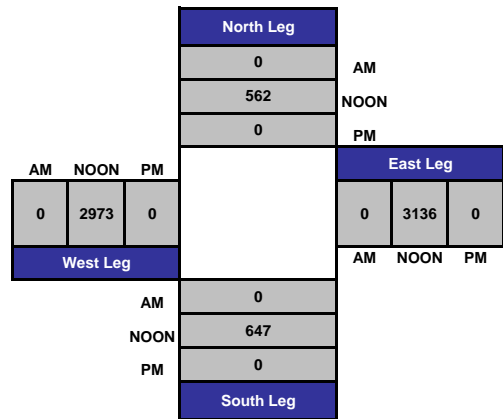 North Leg
0 AM
562 NOON
0 PM
AM NOON PM East Leg
0 2973 0 0 3136 0
West Leg AM NOON PM
AM 0
NOON 647
PM 0
South Leg